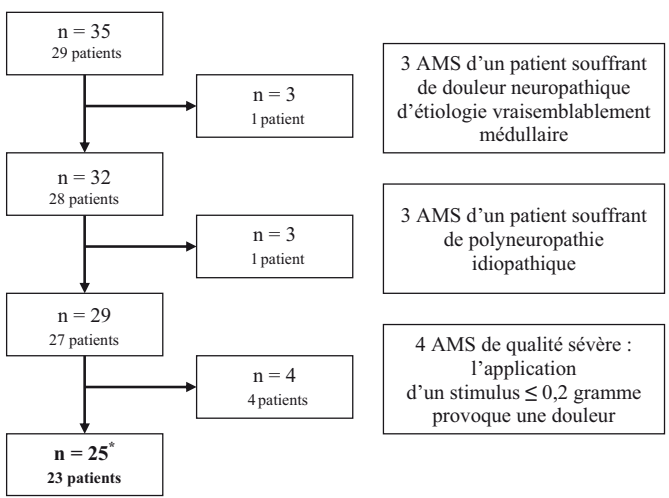 n = 35
29 patients
n = 3
1 patient
3 AMS d’un patient souffrant
de douleur neuropathique
d’étiologie vraisemblablement
médullaire
n = 32
28 patients
n = 3
1 patient
3 AMS d’un patient souffrant
de polyneuropathie
idiopathique
n = 29
27 patients
n = 4
4 patients
4 AMS de qualité sévère :
l’application
d’un stimulus ≤ 0,2 gramme
provoque une douleur
n = 25*
23 patients